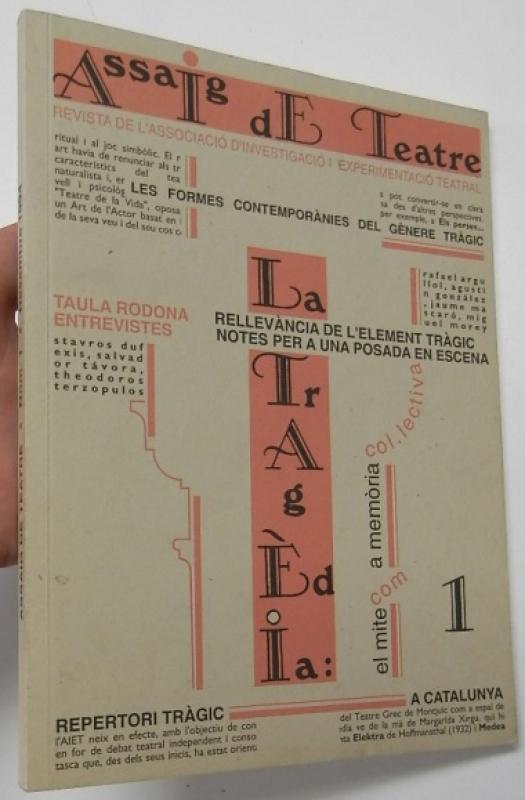 AssaIg dE Teatre
REVISTA DE L'ASSOCIACIÓ D'INVESTIGACIÓ I EXPERIMENTACIÓ TEATRAL
ritual i al joc simbòlic. El r
art havia de renunciar als tr
característics del tea
naturalista i, er
vell i psicològ
"Teatre de la Vida", oposa
un Art de l'Actor basat en
de la seva veu i del seu cos c
LES FORMES CONTEMPORÀNIES DEL GÈNERE TRÀGIC
s pot convertir-se en clara
sa des d'altres perspectives.
per exemple, a Els perses...
La
rafael argu
llol, agustí
n gonzález
, jaume ma
scaró, mig
uel morey
TAULA RODONA
ENTREVISTES
RELLEVÀNCIA DE L'ELEMENT TRÀGIC
NOTES PER A UNA POSADA EN ESCENA
stavros duf
exis, salvad
or távora,
theodoros
terzopulos
Tr
A
g
Èd
ia:
el mite com a memòria col.lectiva
1
REPERTORI TRÀGIC
A CATALUNYA
l'AIET neix en efecte, amb l'objectiu de con
en for de debat teatral independent i conso
tasca que, des dels seus inicis, ha estat orient
del Teatre Grec de Montjuïc com a espai de
rdia ve de la mà de Margarida Xirgu, qui hi
nta Elektra de Hoffmansthal (1932) i Medea
ASSAIG DE TEATRE